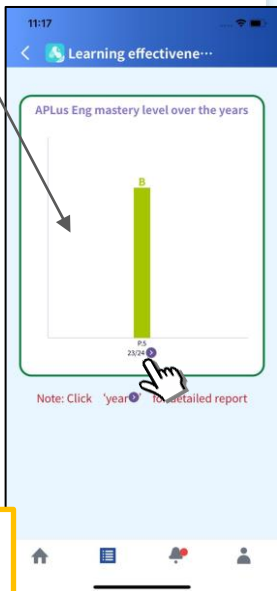 11:17
Learning effectivene···
APLus Eng mastery level over the years
B
P.5
23/24
Note: Click 'year' for detailed report